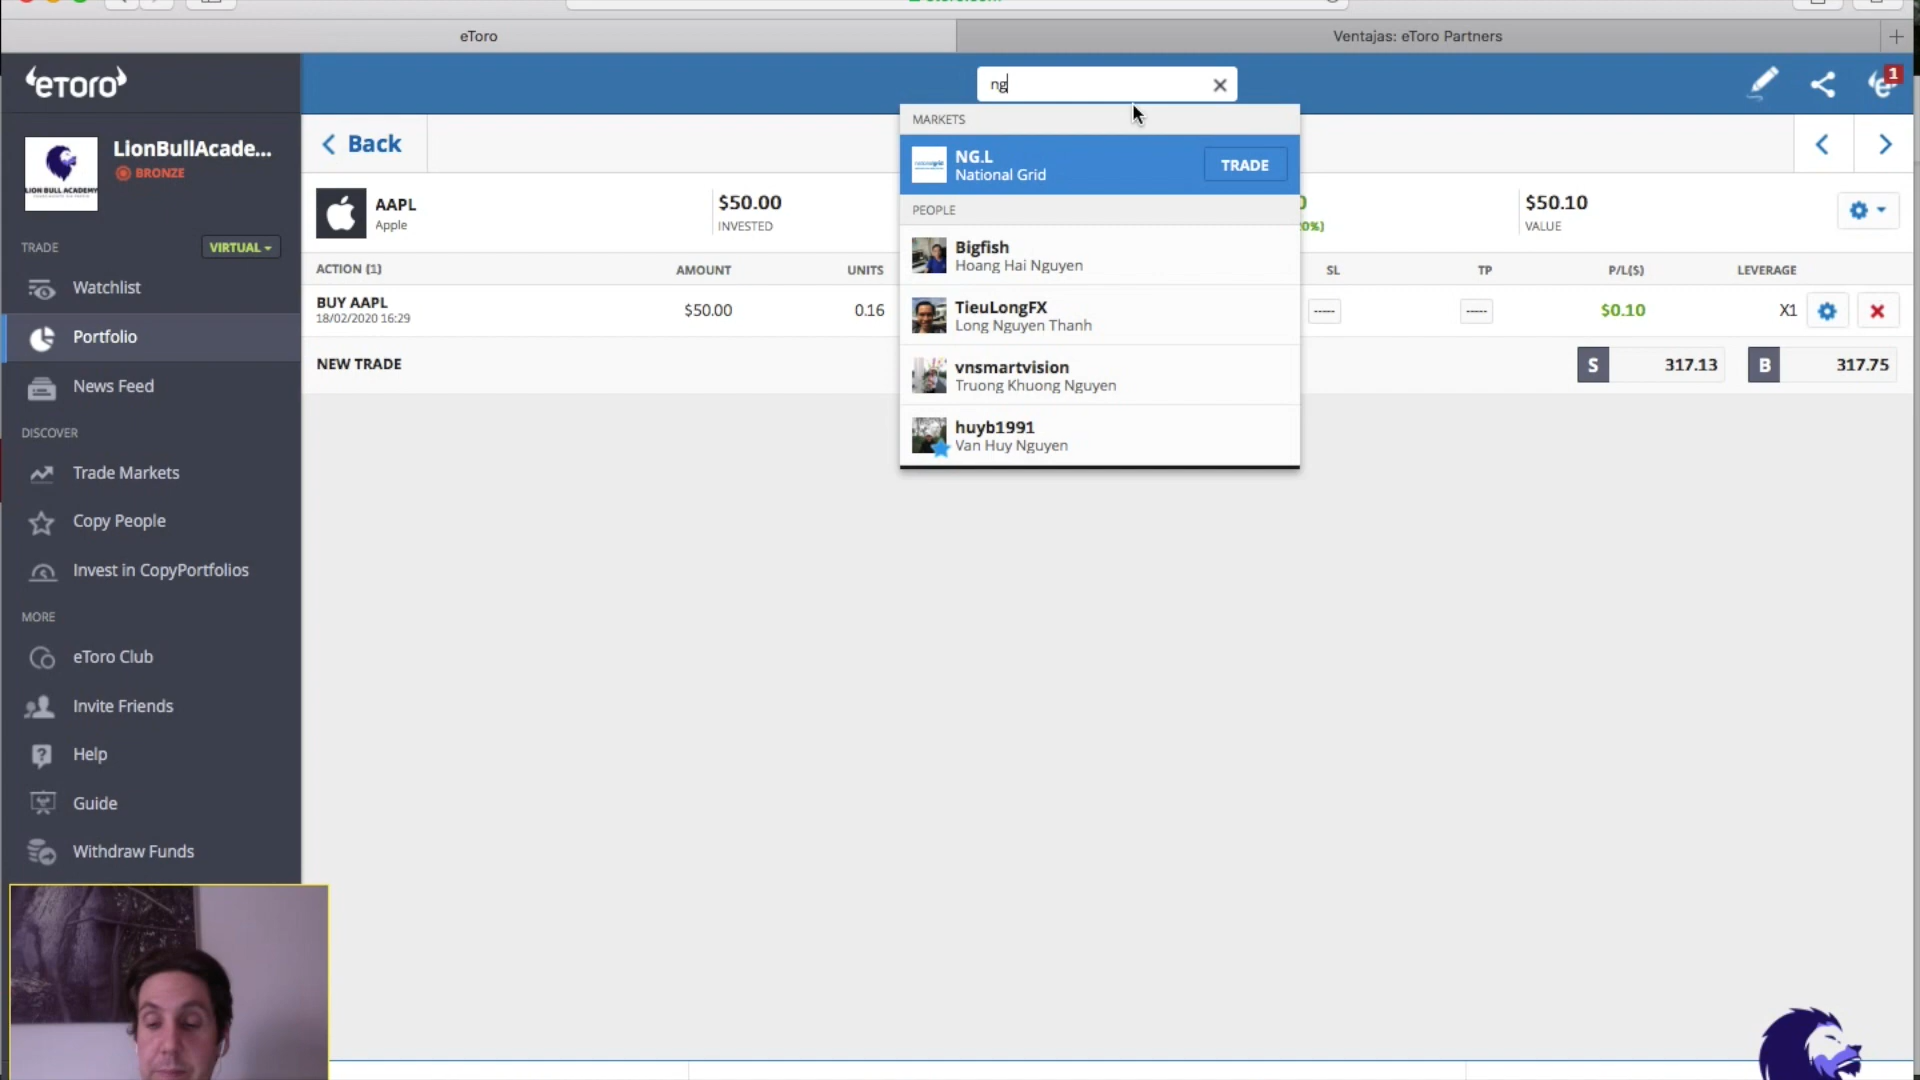 eToro
Ventajas: eToro Partners
eToro
ng
1
LionBullAcade...
BRONZE
LION BULL ACADEMY
Back
MARKETS
NG.L
National Grid
TRADE
PEOPLE
Bigfish
Hoang Hai Nguyen
TieuLongFX
Long Nguyen Thanh
vnsmartvision
Truong Khuong Nguyen
huyb1991
Van Huy Nguyen
AAPL
Apple
$50.00
INVESTED
$50.10
VALUE
ACTION (1)
AMOUNT
UNITS
SL
TP
P/L($)
LEVERAGE
BUY AAPL
18/02/2020 16:29
$50.00
0.16
$0.10
X1
NEW TRADE
S
317.13
B
317.75
TRADE
VIRTUAL
Watchlist
Portfolio
News Feed
DISCOVER
Trade Markets
Copy People
Invest in CopyPortfolios
MORE
eToro Club
Invite Friends
Help
Guide
Withdraw Funds